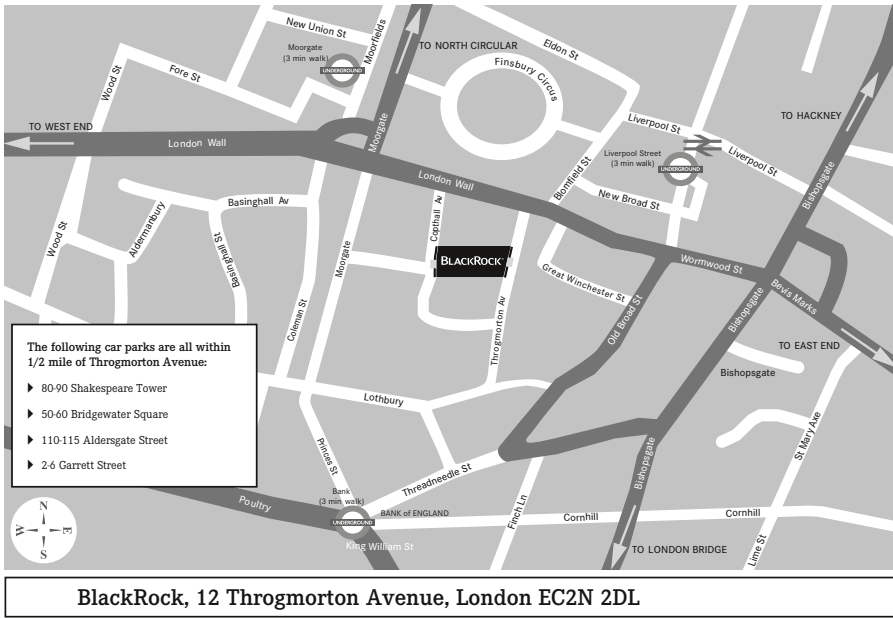 New Union St
Moorfields
Moorgate
(3 min walk)
UNDERGROUND
TO NORTH CIRCULAR
Eldon St
Finsbury Circus
Wood St
Fore St
TO WEST END
London Wall
Moorgate
TO HACKNEY
Liverpool St
Liverpool Street
(3 min walk)
UNDERGROUND
Liverpool St
Bishopsgate
London Wall
Blomfield St
New Broad St
Basinghall Av
Copthall Av
Aldermanbury
Wood St
Basinghall St
Moorgate
BLACKROCK
Wormwood St
Great Winchester St
Bevis Marks
Coleman St
Throgmorton Av
Old Broad St
Bishopsgate
TO EAST END
The following car parks are all within
1/2 mile of Throgmorton Avenue:
80-90 Shakespeare Tower
50-60 Bridgewater Square
110-115 Aldersgate Street
2-6 Garrett Street
Bishopsgate
Lothbury
St Mary Axe
Princes St
Threadneedle St
Bishopsgate
Bank
(3 min walk)
UNDERGROUND
Poultry
BANK of ENGLAND
Finch Ln
Cornhill
Cornhill
King William St
TO LONDON BRIDGE
Lime St
N
W
E
S
BlackRock, 12 Throgmorton Avenue, London EC2N 2DL